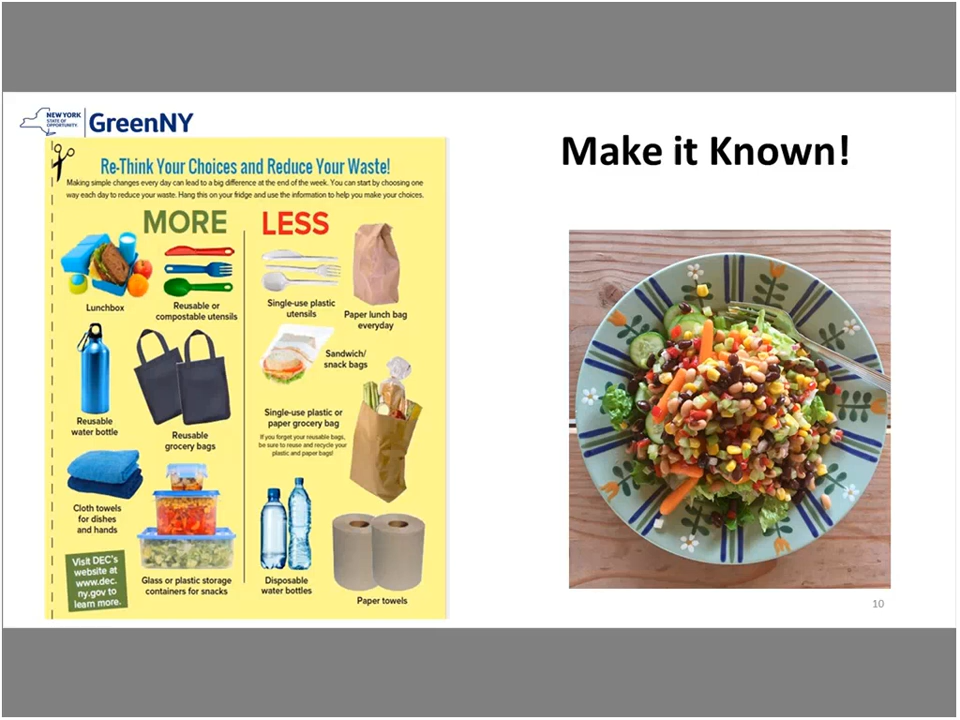 NEW YORK
STATE OF
OPPORTUNITY.
GreenNY
Make it Known!
Re-Think Your Choices and Reduce Your Waste!
Making simple changes every day can lead to a big difference at the end of the week. You can start by choosing one
way each day to reduce your waste. Hang this on your fridge and use the information to help you make your choices.
MORE
LESS
Lunchbox
Reusable or
compostable utensils
Reusable
water bottle
Reusable
grocery bags
Cloth towels
for dishes
and hands
Glass or plastic storage
containers for snacks
Visit DEC's
website at
www.dec.
ny.gov to
learn more.
Single-use plastic
utensils
Paper lunch bag
everyday
Sandwich/
snack bags
Single-use plastic or
paper grocery bag
If you forget your reusable bags,
be sure to reuse and recycle your
plastic and paper bags!
Disposable
water bottles
Paper towels
10